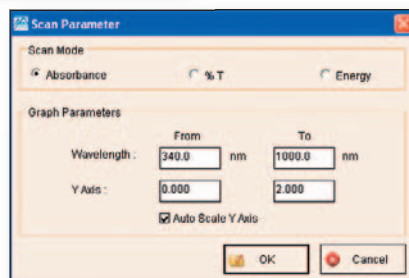 Scan Parameter
Scan Mode
Absorbance % T Energy
Graph Parameters
From To
Wavelength : 340.0 nm 1000.0 nm
Y Axis : 0.000 2.000
Auto Scale Y Axis
OK Cancel